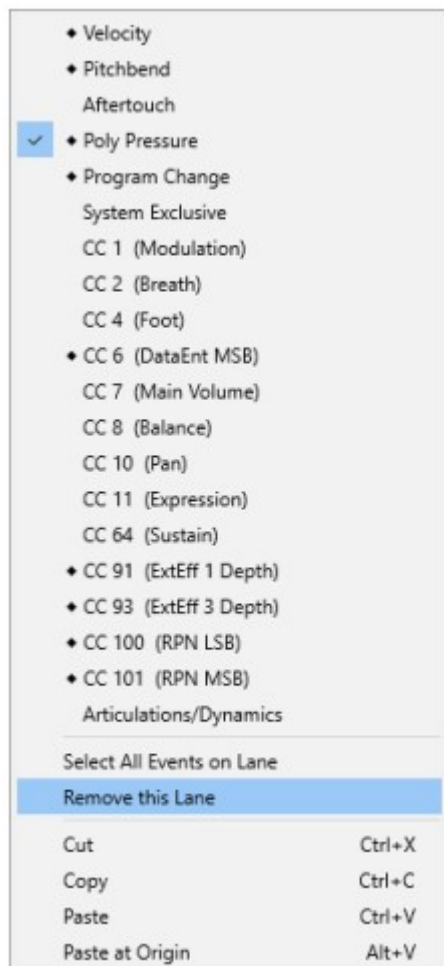 ◆ Velocity
◆ Pitchbend
Aftertouch
✓ ◆ Poly Pressure
◆ Program Change
System Exclusive
CC 1 (Modulation)
CC 2 (Breath)
CC 4 (Foot)
◆ CC 6 (DataEnt MSB)
CC 7 (Main Volume)
CC 8 (Balance)
CC 10 (Pan)
CC 11 (Expression)
CC 64 (Sustain)
◆ CC 91 (ExtEff 1 Depth)
◆ CC 93 (ExtEff 3 Depth)
◆ CC 100 (RPN LSB)
◆ CC 101 (RPN MSB)
Articulations/Dynamics
Select All Events on Lane
Remove this Lane
Cut Ctrl+X
Copy Ctrl+C
Paste Ctrl+V
Paste at Origin Alt+V